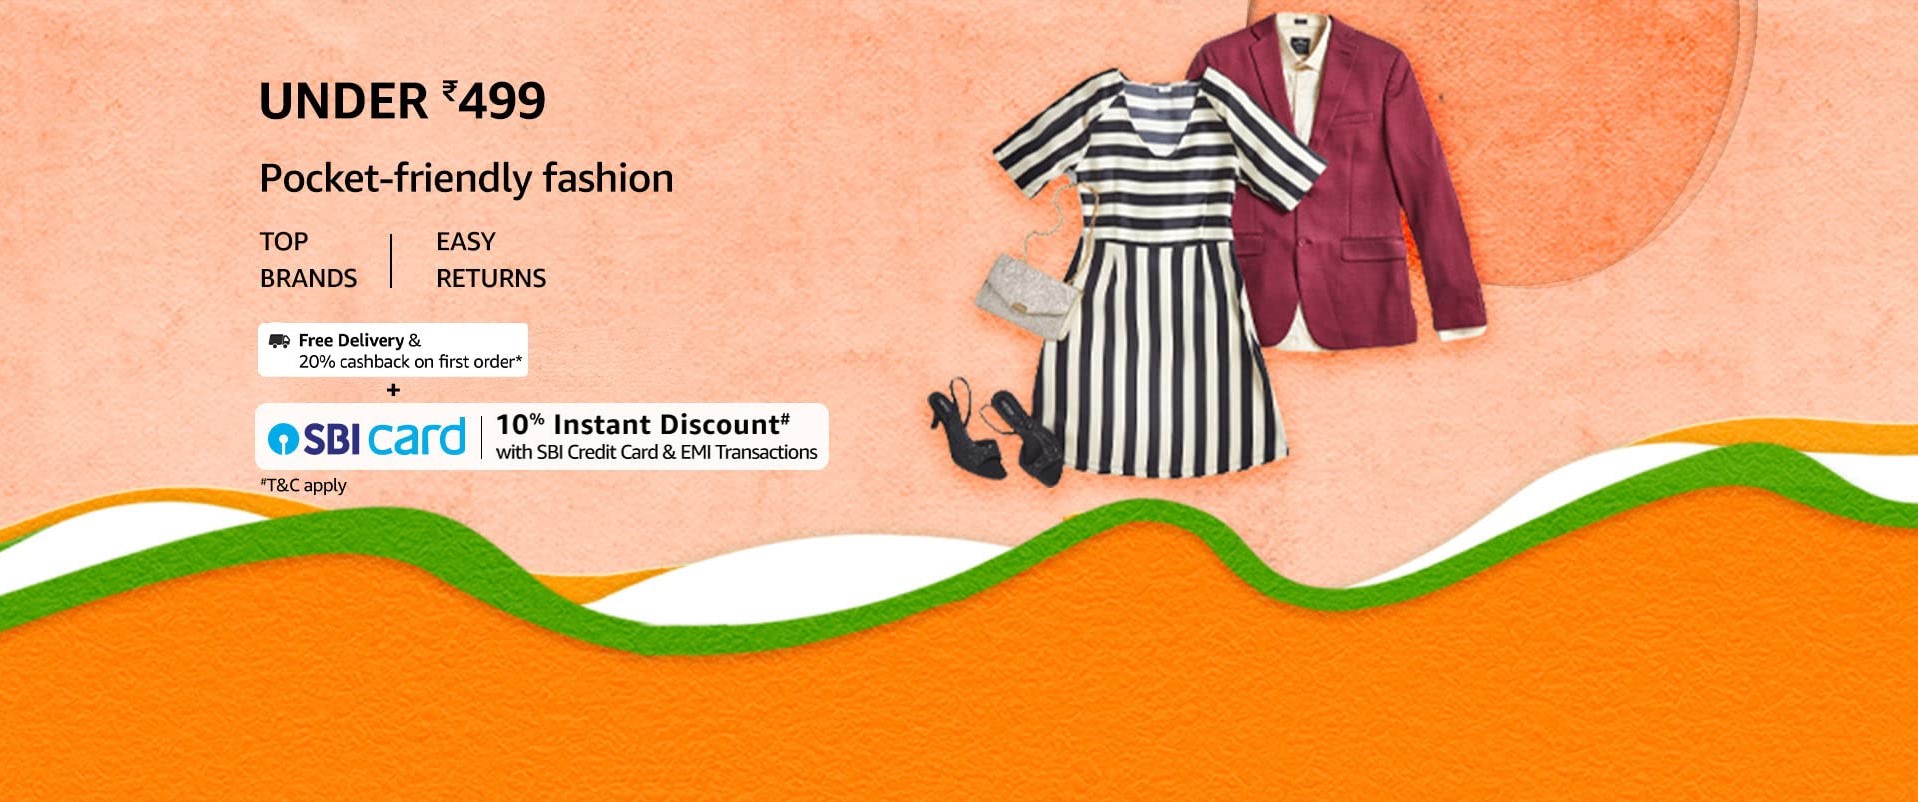 UNDER ₹499
Pocket-friendly fashion
TOP
BRANDS
EASY
RETURNS
Free Delivery &
20% cashback on first order*
+
SBI card
10% Instant Discount#
with SBI Credit Card & EMI Transactions
#T&C apply